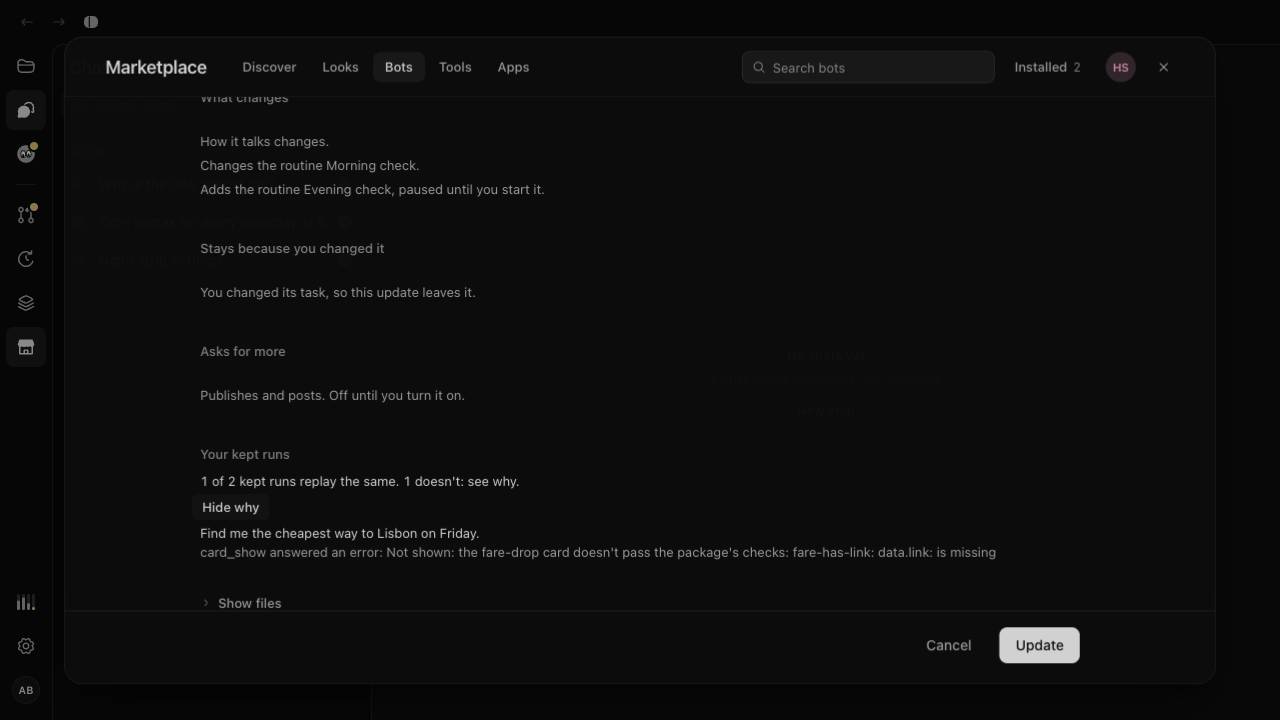 Marketplace
Discover
Looks
Bots
Tools
Apps
Search bots
Installed 2
HS
What changes
How it talks changes.
Changes the routine Morning check.
Adds the routine Evening check, paused until you start it.
Stays because you changed it
You changed its task, so this update leaves it.
Asks for more
Publishes and posts. Off until you turn it on.
Your kept runs
1 of 2 kept runs replay the same. 1 doesn't: see why.
Hide why
Find me the cheapest way to Lisbon on Friday.
card_show answered an error: Not shown: the fare-drop card doesn't pass the package's checks: fare-has-link: data.link: is missing
Show files
Cancel
Update
AB